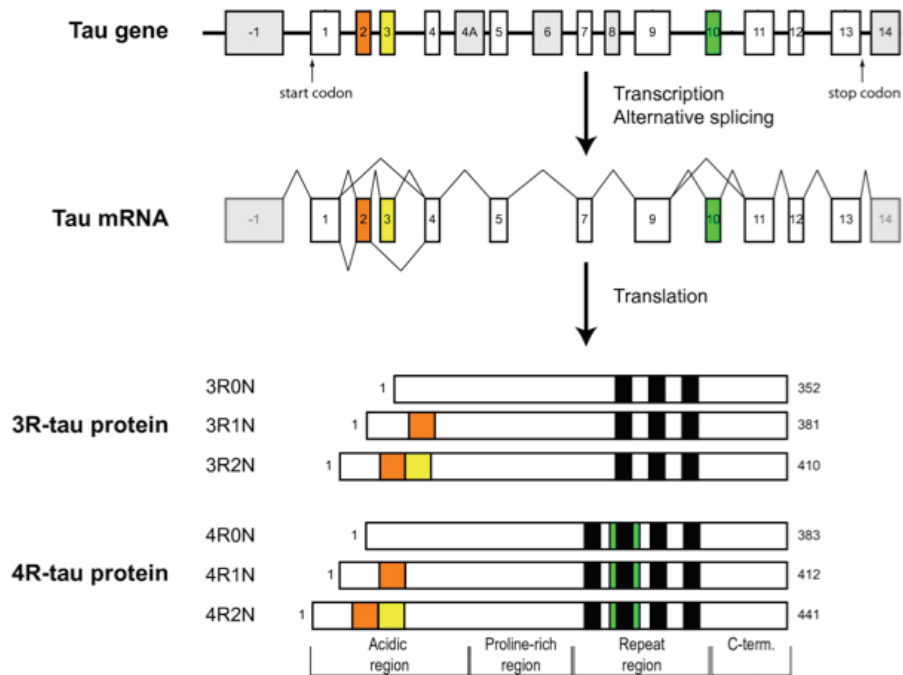 Tau gene
-1 1 2 3 4 4A 5 6 7 8 9 10 11 12 13 14
start codon
stop codon
Transcription
Alternative splicing
Tau mRNA
-1 1 2 3 4 5 7 9 10 11 12 13 14
Translation
3R-tau protein
3R0N 1 352
3R1N 1 381
3R2N 1 410
4R-tau protein
4R0N 1 383
4R1N 1 412
4R2N 1 441
Acidic
region
Proline-rich
region
Repeat
region
C-term.